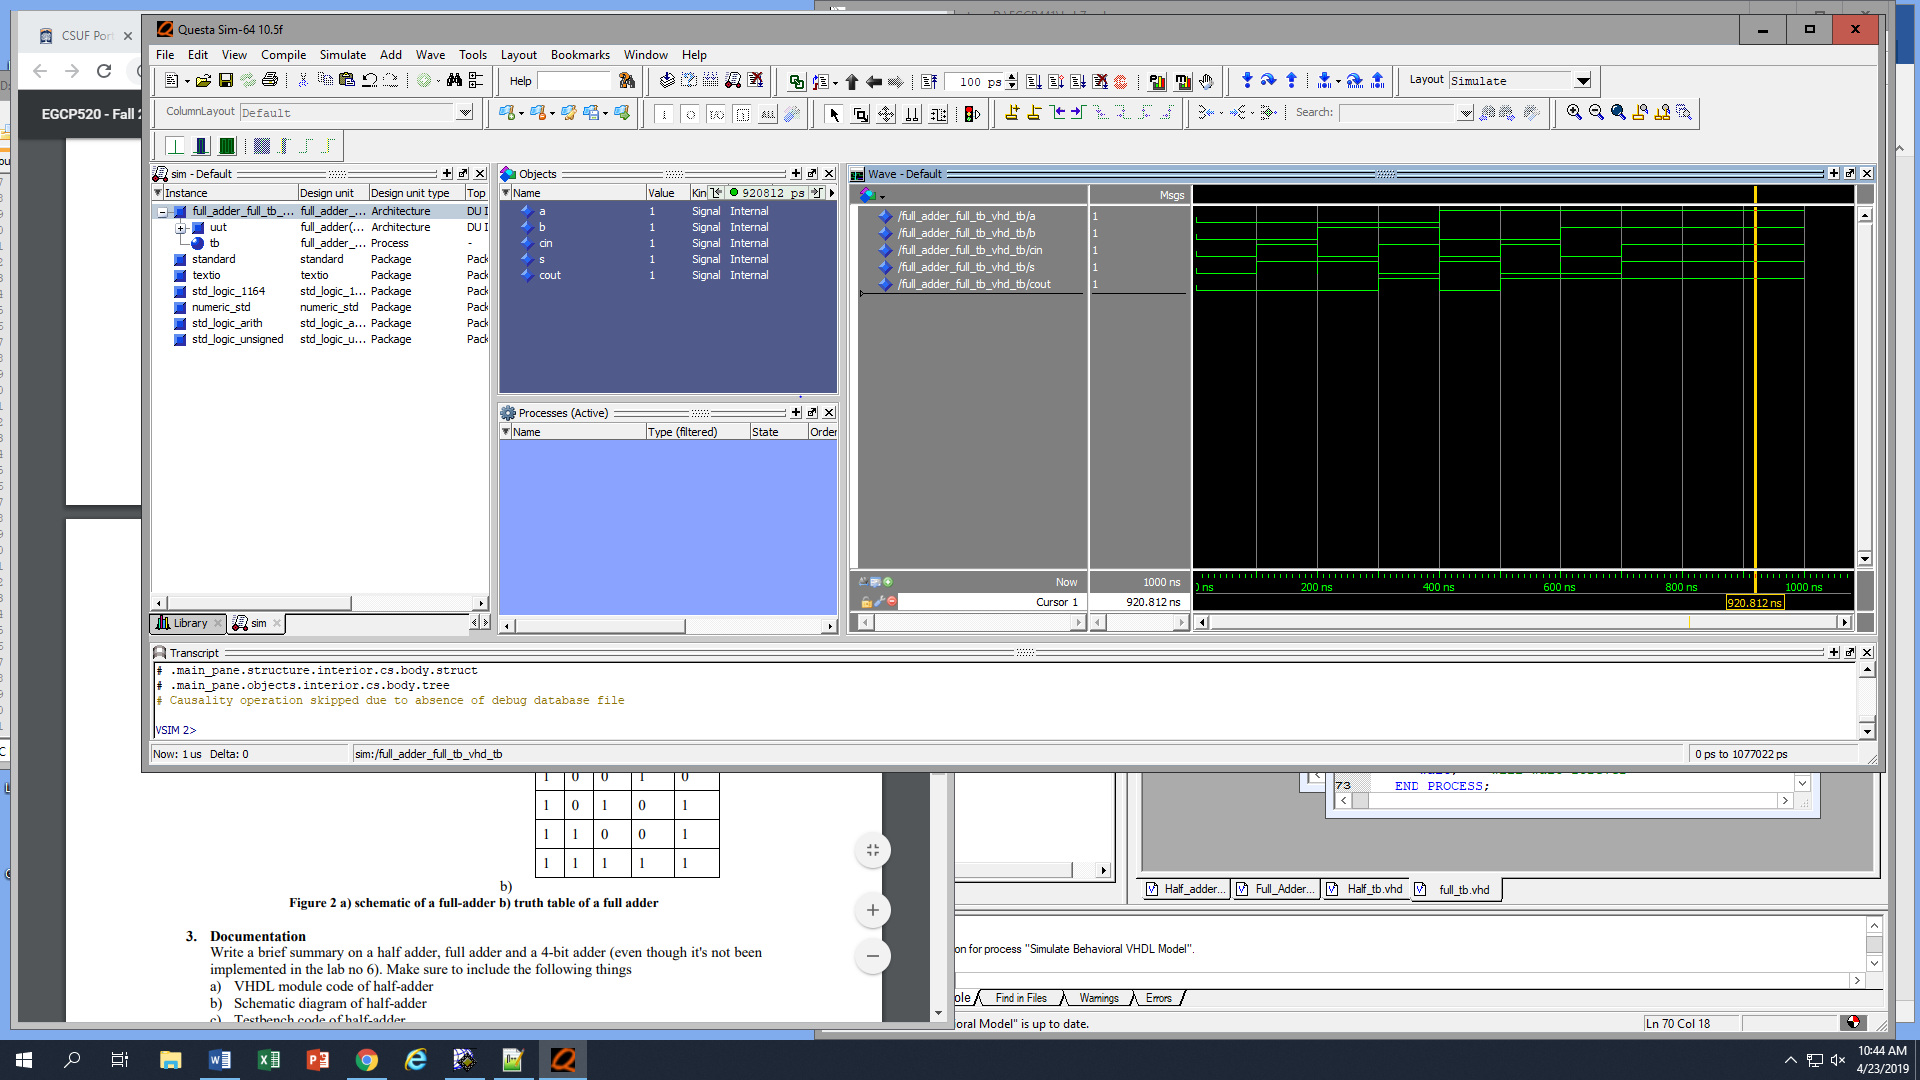 CSUF Port
EGCP520 - Fall 2
Questa Sim-64 10.5f
File Edit View Compile Simulate Add Wave Tools Layout Bookmarks Window Help
Help
100 ps
Layout Simulate
ColumnLayout Default
Search:
sim - Default
Instance Design unit Design unit type Top
full_adder_full_tb_... full_adder_... Architecture DU I
uut full_adder(... Architecture DU I
tb full_adder_... Process -
standard standard Package Pack
textio textio Package Pack
std_logic_1164 std_logic_1... Package Pack
numeric_std numeric_std Package Pack
std_logic_arith std_logic_a... Package Pack
std_logic_unsigned std_logic_u... Package Pack
Library sim
Objects
Name Value Kin 920812 ps
a 1 Signal Internal
b 1 Signal Internal
cin 1 Signal Internal
s 1 Signal Internal
cout 1 Signal Internal
Processes (Active)
Name Type (filtered) State Order
Wave - Default
Msgs
/full_adder_full_tb_vhd_tb/a 1
/full_adder_full_tb_vhd_tb/b 1
/full_adder_full_tb_vhd_tb/cin 1
/full_adder_full_tb_vhd_tb/s 1
/full_adder_full_tb_vhd_tb/cout 1
Now 1000 ns
Cursor 1 920.812 ns
ns 200 ns 400 ns 600 ns 800 ns 1000 ns
920.812 ns
Transcript
# .main_pane.structure.interior.cs.body.struct
# .main_pane.objects.interior.cs.body.tree
# Causality operation skipped due to absence of debug database file
VSIM 2>
Now: 1 us Delta: 0 sim:/full_adder_full_tb_vhd_tb 0 ps to 1077022 ps
1 0 0 1 0
1 0 1 0 1
1 1 0 0 1
1 1 1 1 1
b)
Figure 2 a) schematic of a full-adder b) truth table of a full adder
3. Documentation
Write a brief summary on a half adder, full adder and a 4-bit adder (even though it's not been
implemented in the lab no 6). Make sure to include the following things
a) VHDL module code of half-adder
b) Schematic diagram of half-adder
c) Testbench code of half-adder
73 END PROCESS;
Half_adder... Full_Adder... Half_tb.vhd full_tb.vhd
on for process "Simulate Behavioral VHDL Model".
ole Find in Files Warnings Errors
oral Model" is up to date.
Ln 70 Col 18
10:44 AM
4/23/2019